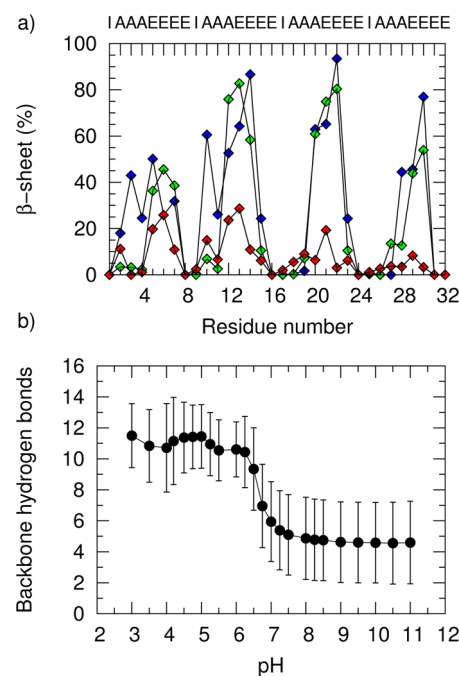 a) I AAAEEEE I AAAEEEE I AAAEEEE I AAAEEEE
100
80
60
40
20
0
β−sheet (%)
4 8 12 16 20 24 28 32
Residue number
b)
16
14
12
10
8
6
4
2
0
Backbone hydrogen bonds
2 3 4 5 6 7 8 9 10 11 12
pH